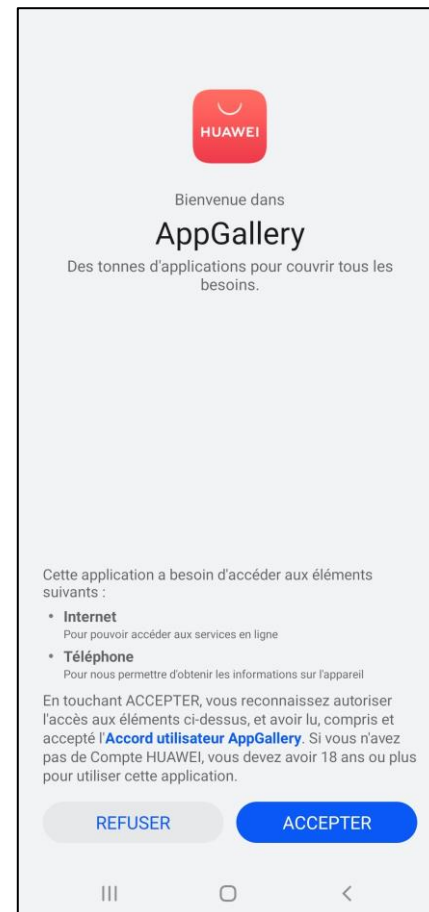 HUAWEI
Bienvenue dans
AppGallery
Des tonnes d'applications pour couvrir tous les
besoins.
Cette application a besoin d'accéder aux éléments
suivants :
• Internet
Pour pouvoir accéder aux services en ligne
• Téléphone
Pour nous permettre d'obtenir les informations sur l'appareil
En touchant ACCEPTER, vous reconnaissez autoriser
l'accès aux éléments ci-dessus, et avoir lu, compris et
accepté l'Accord utilisateur AppGallery. Si vous n'avez
pas de Compte HUAWEI, vous devez avoir 18 ans ou plus
pour utiliser cette application.
REFUSER
ACCEPTER